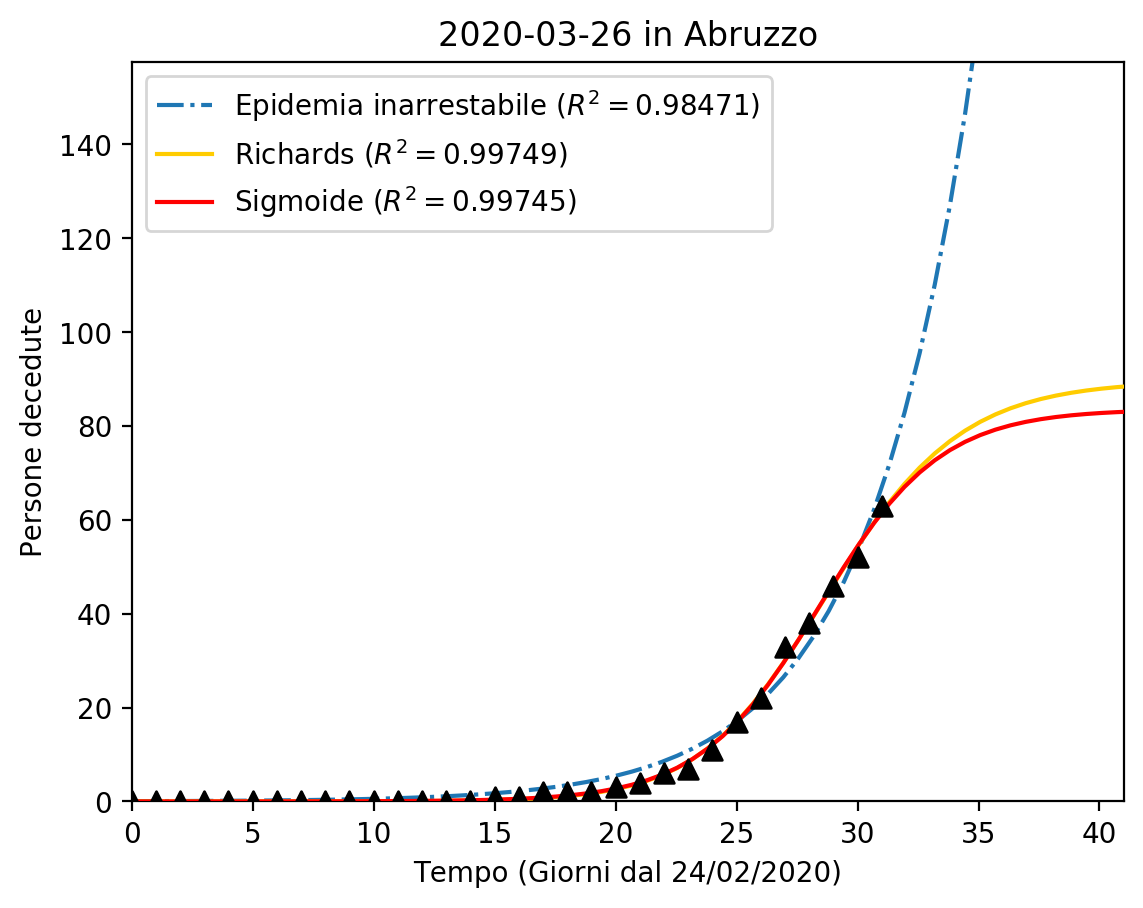 2020-03-26 in Abruzzo
Epidemia inarrestabile (R² = 0.98471)
Richards (R² = 0.99749)
Sigmoide (R² = 0.99745)
Persone decedute
140
120
100
80
60
40
20
0
0 5 10 15 20 25 30 35 40
Tempo (Giorni dal 24/02/2020)